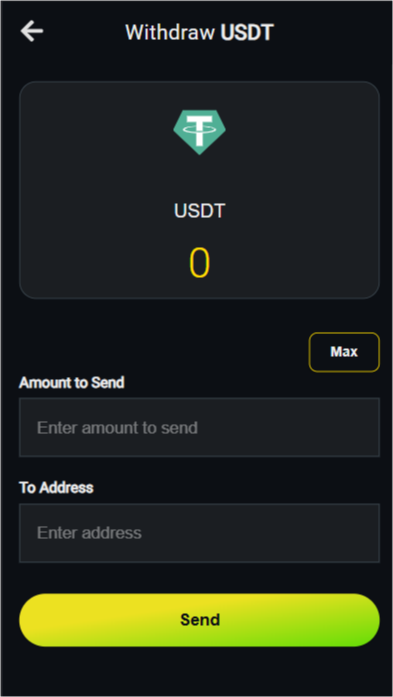 Withdraw USDT
USDT
0
Max
Amount to Send
Enter amount to send
To Address
Enter address
Send